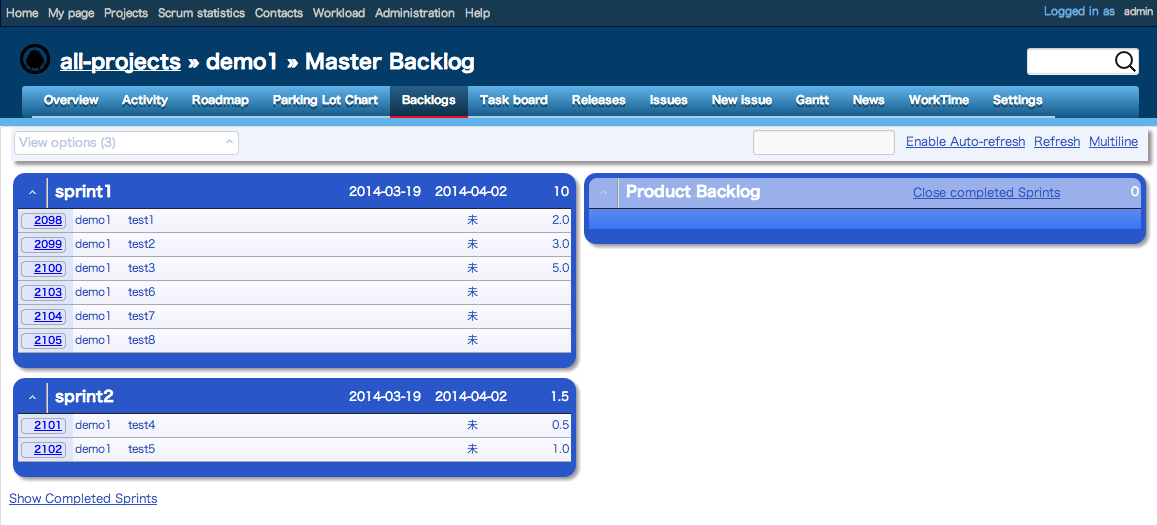 Home My page Projects Scrum statistics Contacts Workload Administration Help Logged in as admin
all-projects » demo1 » Master Backlog
Overview Activity Roadmap Parking Lot Chart Backlogs Task board Releases Issues New issue Gantt News WorkTime Settings
View options (3) Enable Auto-refresh Refresh Multiline
sprint1 2014-03-19 2014-04-02 10
2098 demo1 test1 未 2.0
2099 demo1 test2 未 3.0
2100 demo1 test3 未 5.0
2103 demo1 test6 未
2104 demo1 test7 未
2105 demo1 test8 未
sprint2 2014-03-19 2014-04-02 1.5
2101 demo1 test4 未 0.5
2102 demo1 test5 未 1.0
Show Completed Sprints
Product Backlog Close completed Sprints 0